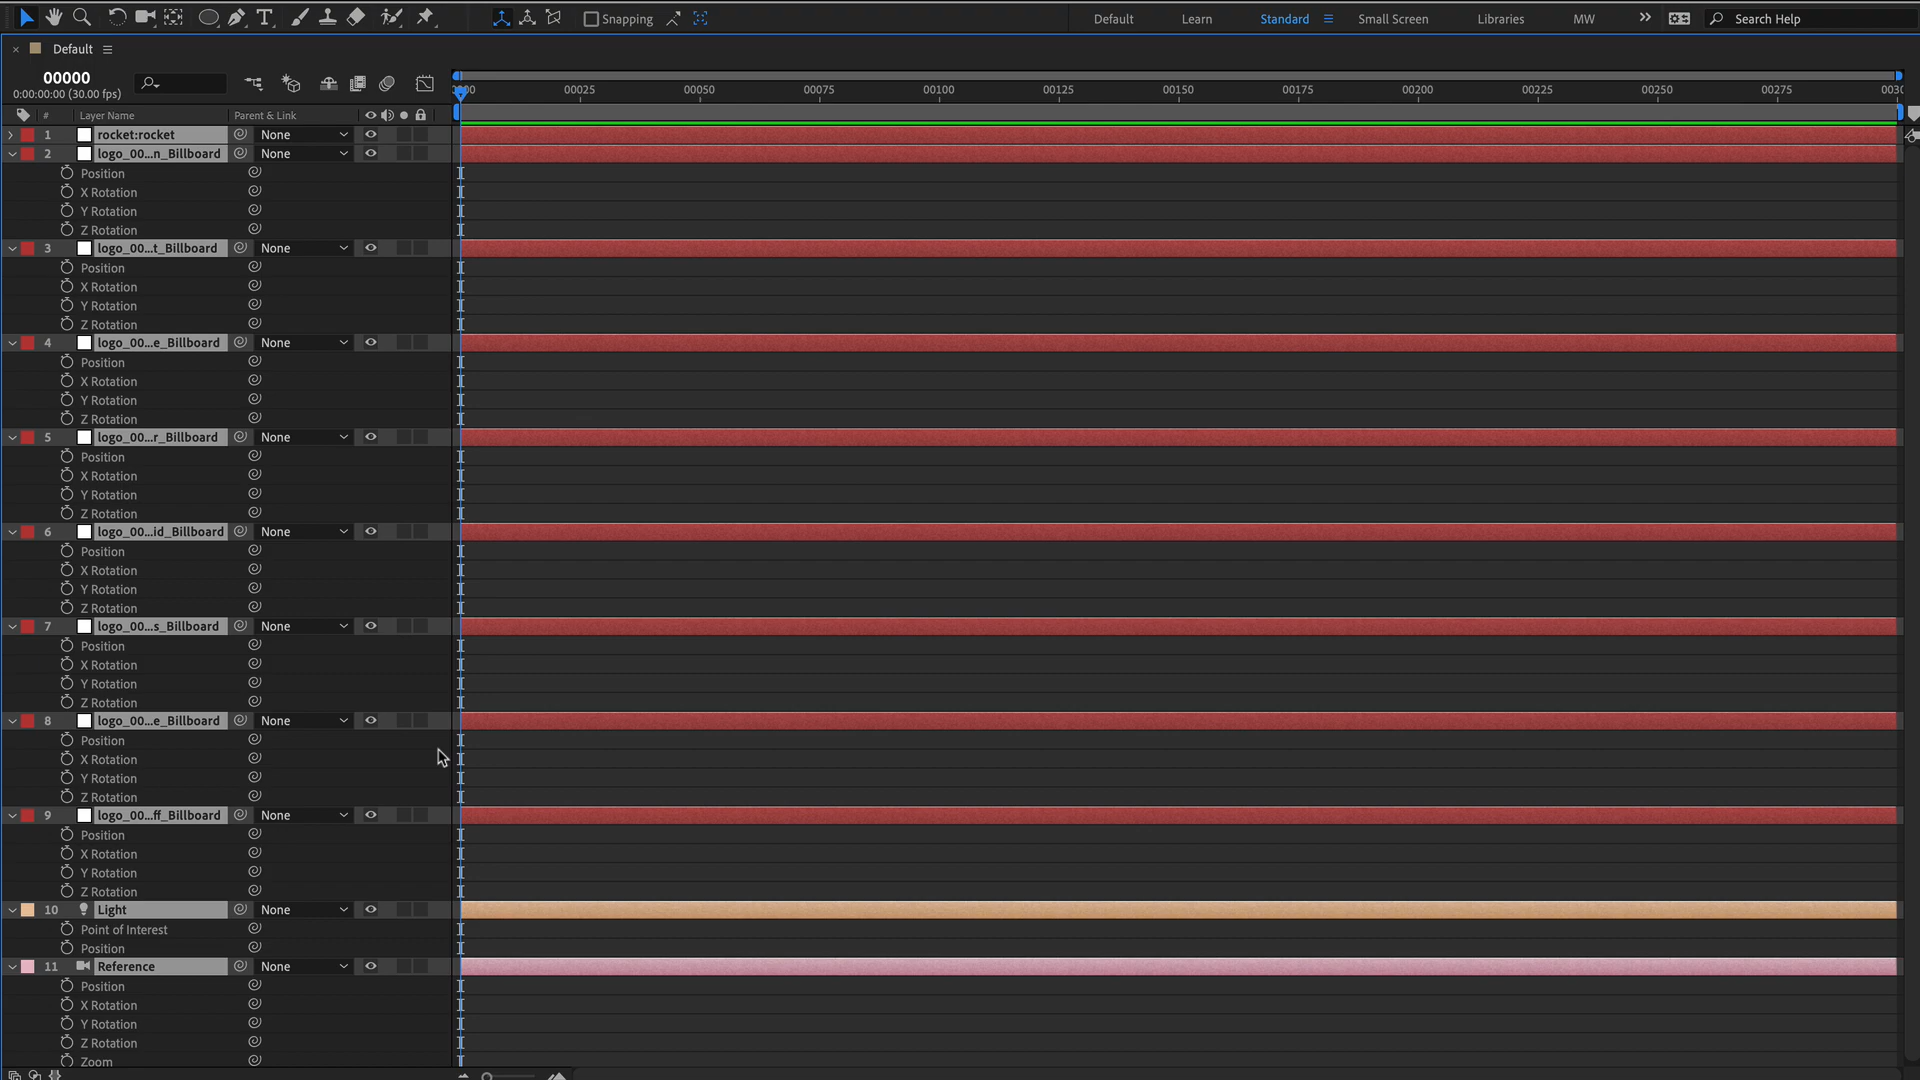 Snapping
Default
Learn
Standard
Small Screen
Libraries
MW
Search Help
Default
00000
0:00:00:00 (30.00 fps)
00025 00050 00075 00100 00125 00150 00175 00200 00225 00250 00275
# Layer Name Parent & Link
1 rocket:rocket None
2 logo_00...n_Billboard None
Position
X Rotation
Y Rotation
Z Rotation
3 logo_00...t_Billboard None
Position
X Rotation
Y Rotation
Z Rotation
4 logo_00...e_Billboard None
Position
X Rotation
Y Rotation
Z Rotation
5 logo_00...r_Billboard None
Position
X Rotation
Y Rotation
Z Rotation
6 logo_00...id_Billboard None
Position
X Rotation
Y Rotation
Z Rotation
7 logo_00...s_Billboard None
Position
X Rotation
Y Rotation
Z Rotation
8 logo_00...e_Billboard None
Position
X Rotation
Y Rotation
Z Rotation
9 logo_00...ff_Billboard None
Position
X Rotation
Y Rotation
Z Rotation
10 Light None
Point of Interest
Position
11 Reference None
Position
X Rotation
Y Rotation
Z Rotation
Zoom